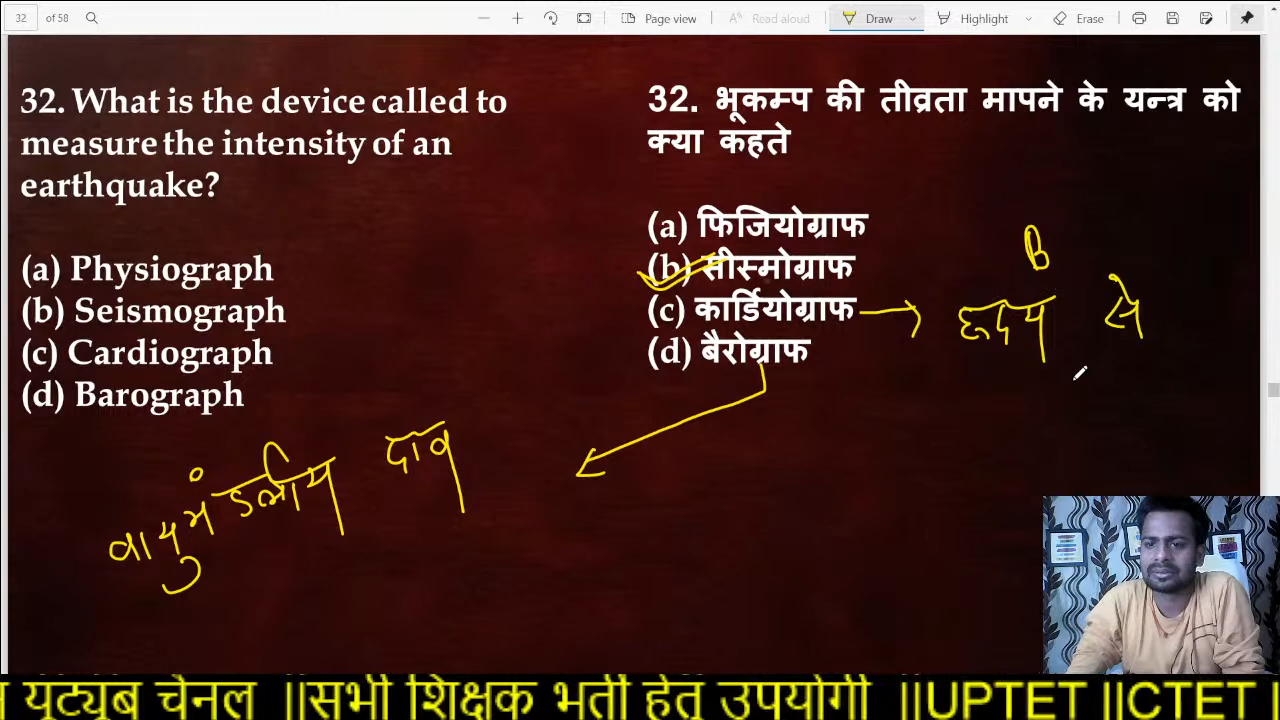 32 of 58
Page view
Read aloud
Draw
Highlight
Erase
32. What is the device called to
measure the intensity of an
earthquake?
(a) Physiograph
(b) Seismograph
(c) Cardiograph
(d) Barograph
32. भूकम्प की तीव्रता मापने के यन्त्र को
क्या कहते
(a) फिजियोग्राफ
(b) सीस्मोग्राफ
(c) कार्डियोग्राफ
(d) बैरोग्राफ
B
हृदय से
वायुमंडलीय दाव
यूट्यूब चेनल ||सभी शिक्षक भर्ती हेतु उपयोगी ||UPTET ||CTET |